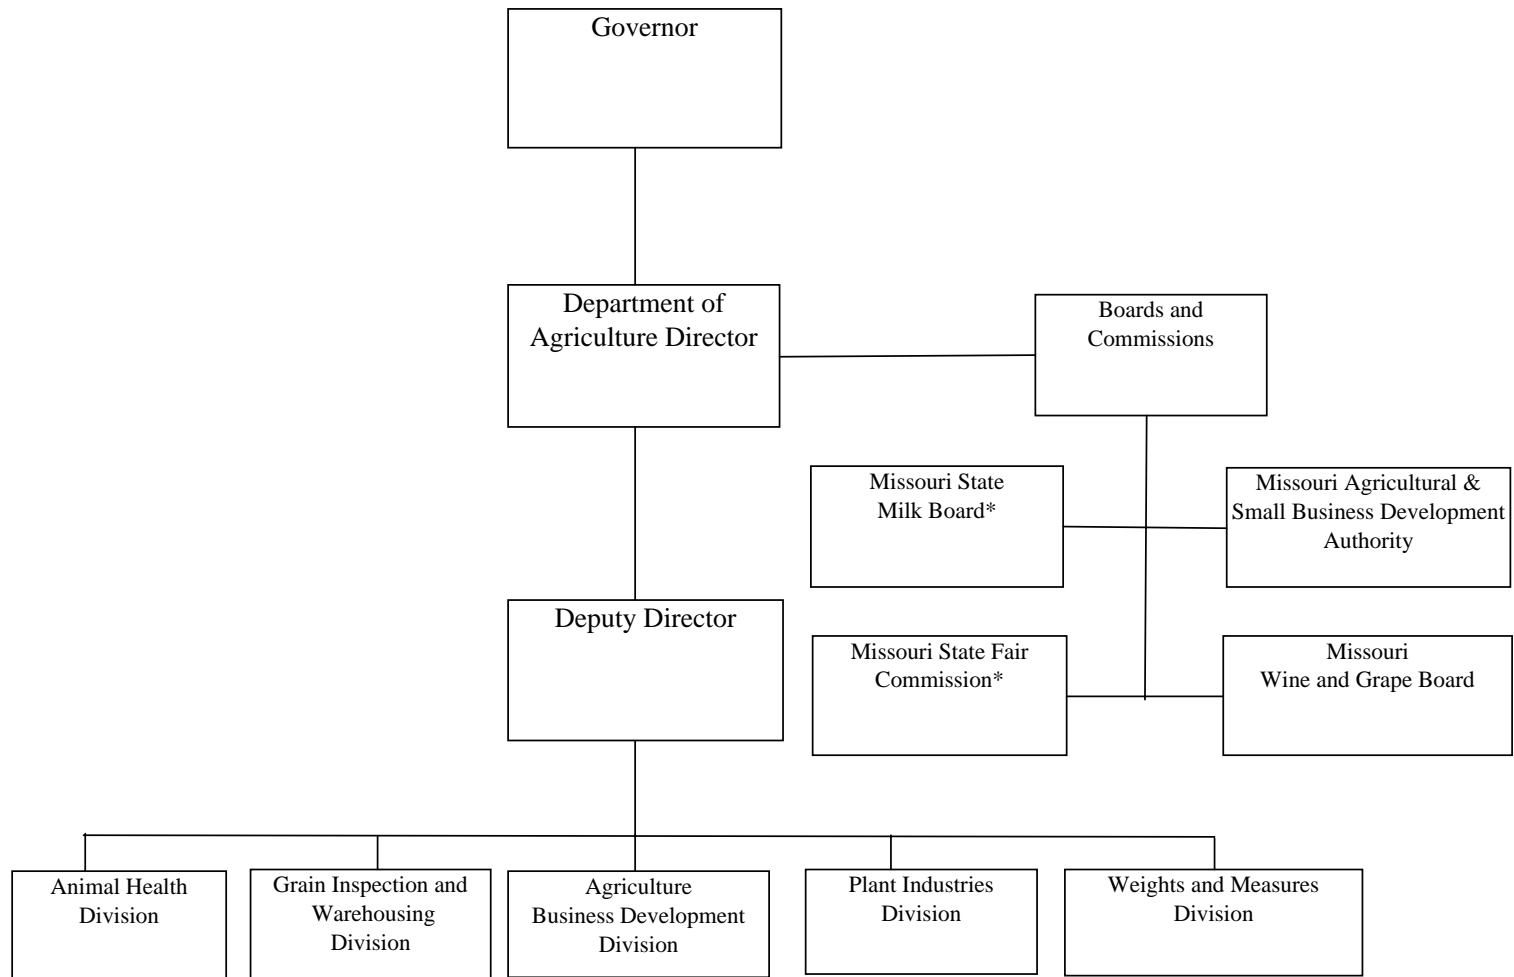 Governor
Department of
Agriculture Director
Boards and
Commissions
Missouri State
Milk Board*
Missouri Agricultural &
Small Business Development
Authority
Deputy Director
Missouri State Fair
Commission*
Missouri
Wine and Grape Board
Animal Health
Division
Grain Inspection and
Warehousing
Division
Agriculture
Business Development
Division
Plant Industries
Division
Weights and Measures
Division